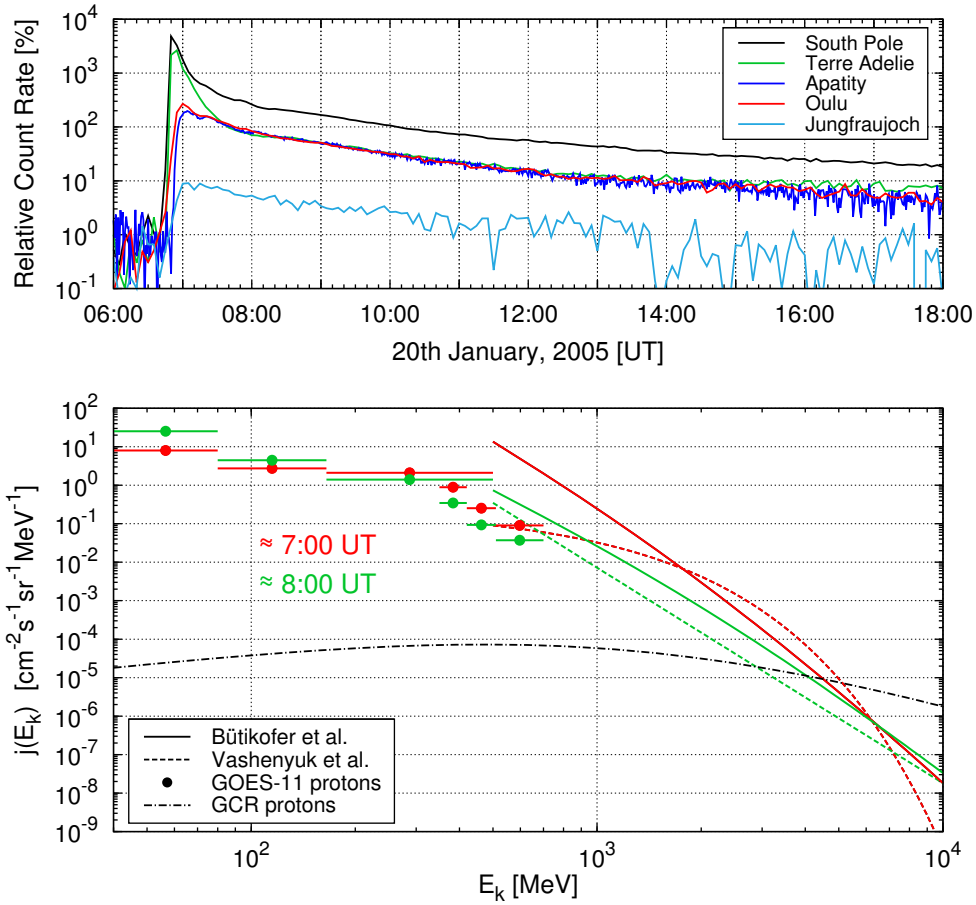 Relative Count Rate [%]
10^4
10^3
10^2
10^1
10^0
10^-1
South Pole
Terre Adelie
Apatity
Oulu
Jungfraujoch
06:00 08:00 10:00 12:00 14:00 16:00 18:00
20th January, 2005 [UT]
j(E_k) [cm^-2s^-1sr^-1MeV^-1]
10^2
10^1
10^0
10^-1
10^-2
10^-3
10^-4
10^-5
10^-6
10^-7
10^-8
10^-9
≈ 7:00 UT
≈ 8:00 UT
Bütikofer et al.
Vashenyuk et al.
GOES-11 protons
GCR protons
10^2 10^3 10^4
E_k [MeV]